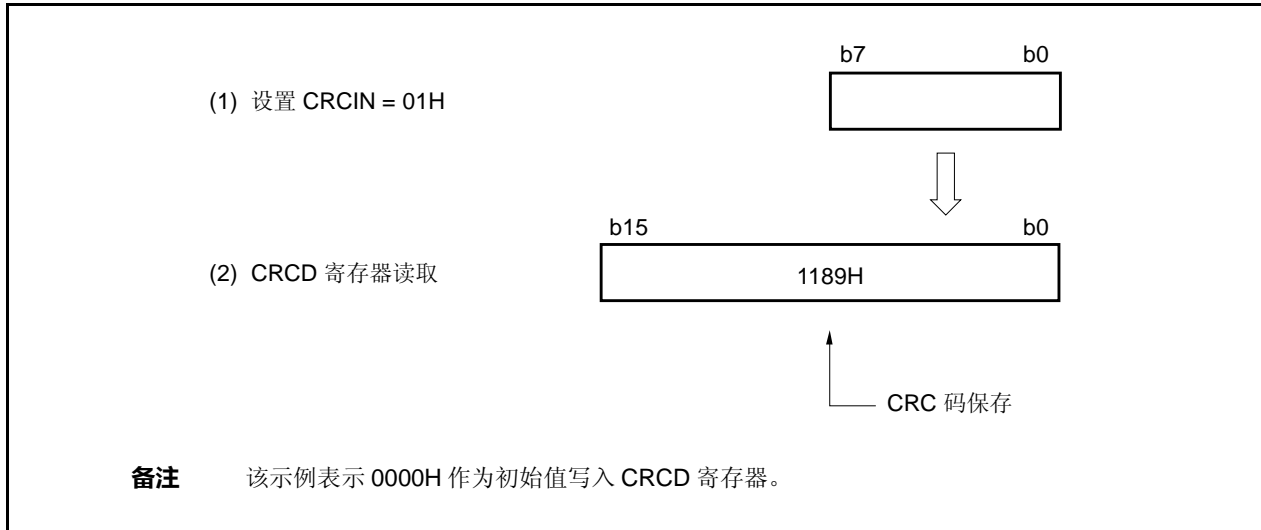 b7 b0
(1) 设置 CRCIN = 01H
b15 b0
(2) CRCD 寄存器读取 1189H
CRC 码保存
备注 该示例表示 0000H 作为初始值写入 CRCD 寄存器。